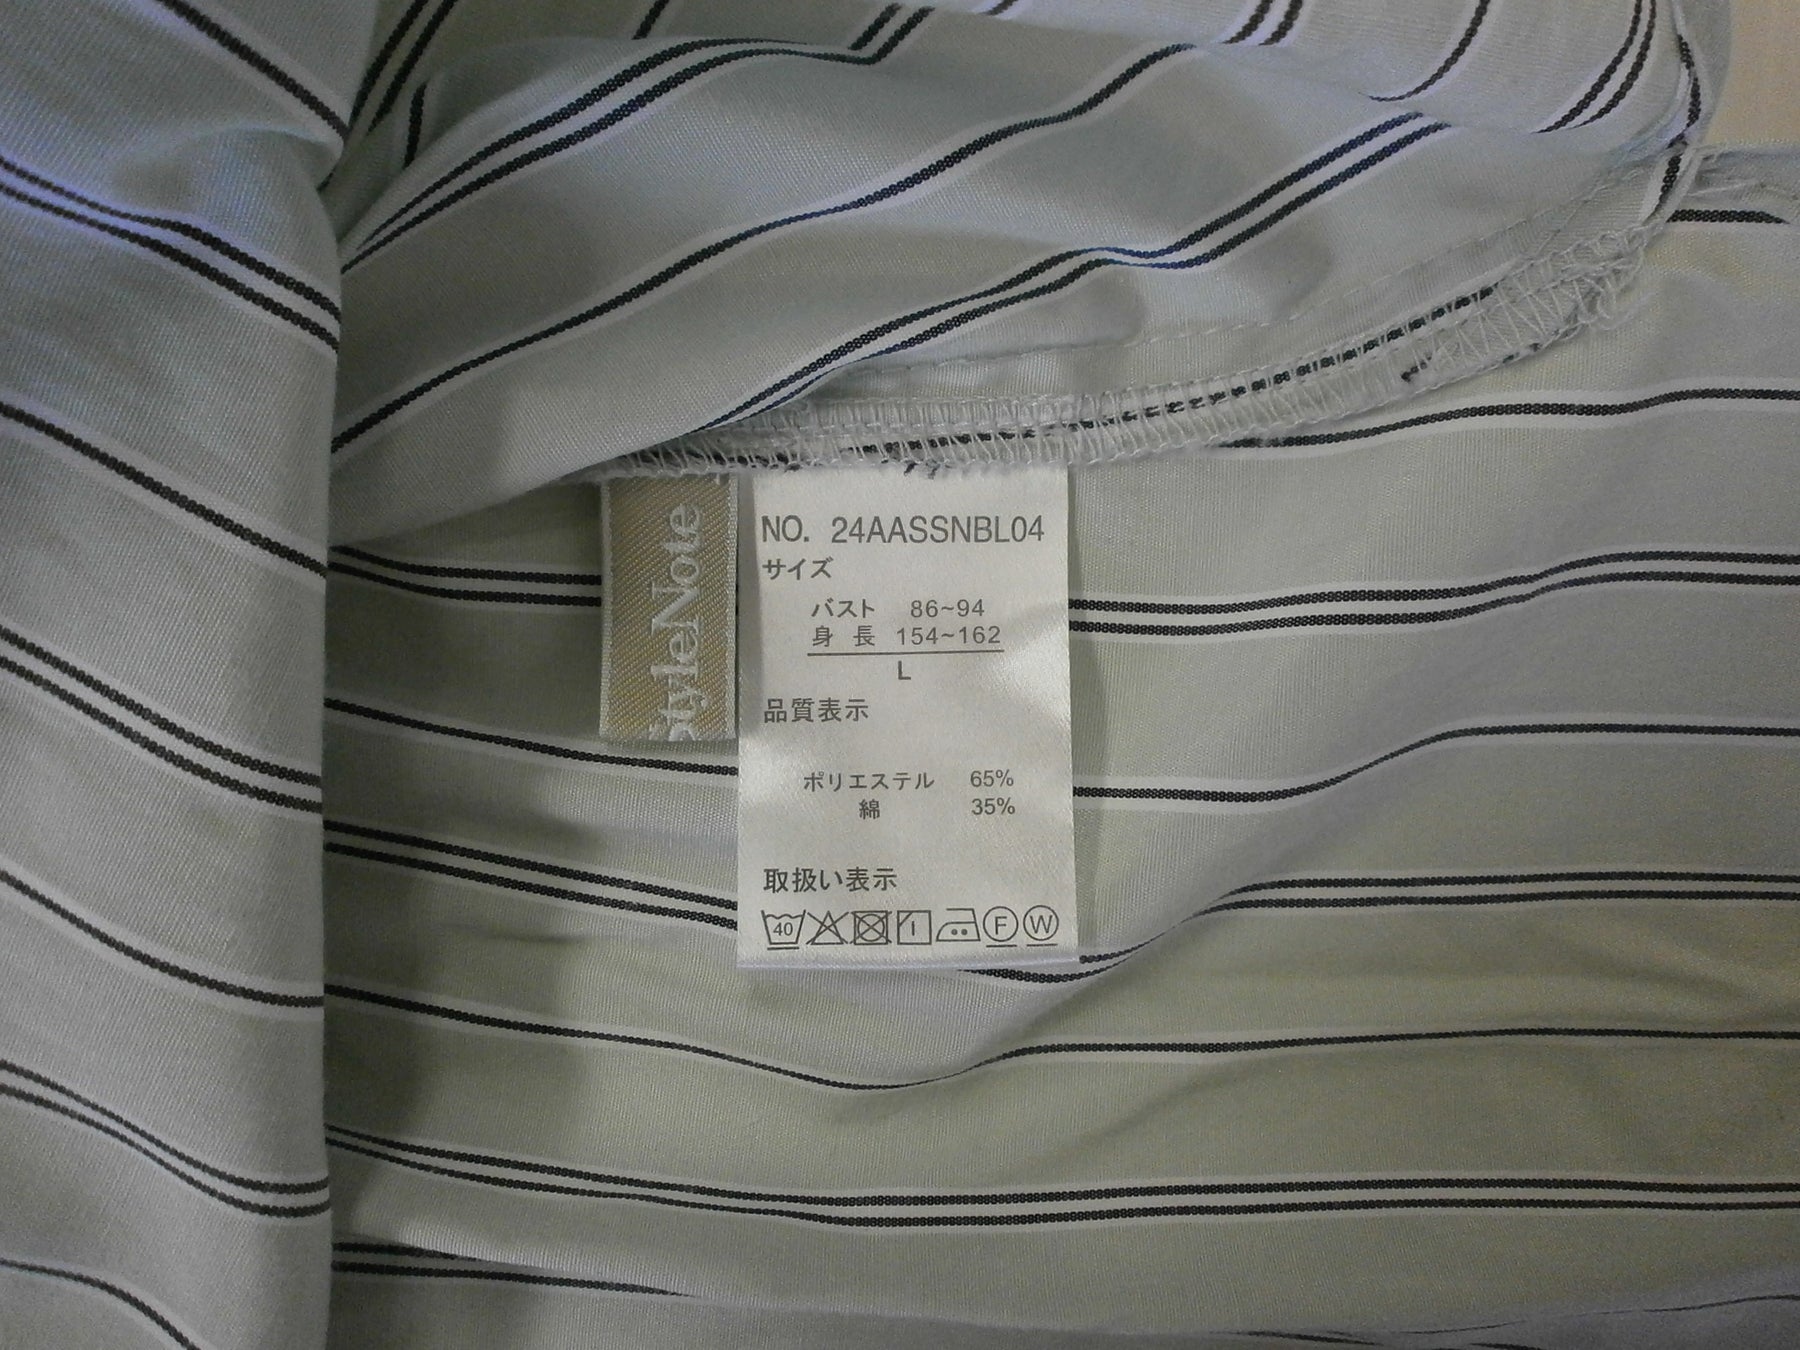 StyleNote
NO. 24AASSNBL04
サイズ
バスト 86~94
身長 154~162
L
品質表示
ポリエステル 65%
綿 35%
取扱い表示
40 F W